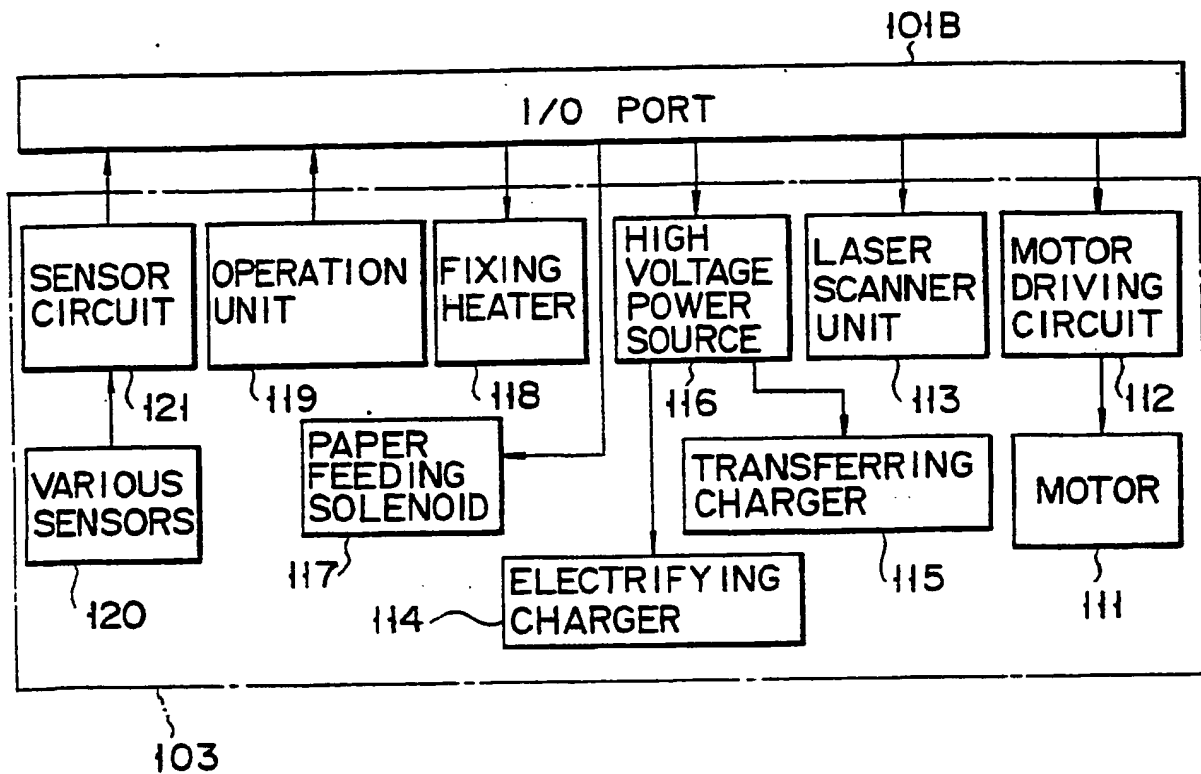 101B
I/O PORT
SENSOR
CIRCUIT
OPERATION
UNIT
FIXING
HEATER
HIGH
VOLTAGE
POWER
SOURCE
LASER
SCANNER
UNIT
MOTOR
DRIVING
CIRCUIT
121
119
118
116
113
112
VARIOUS
SENSORS
PAPER
FEEDING
SOLENOID
TRANSFERRING
CHARGER
MOTOR
120
117
115
111
114
ELECTRIFYING
CHARGER
103